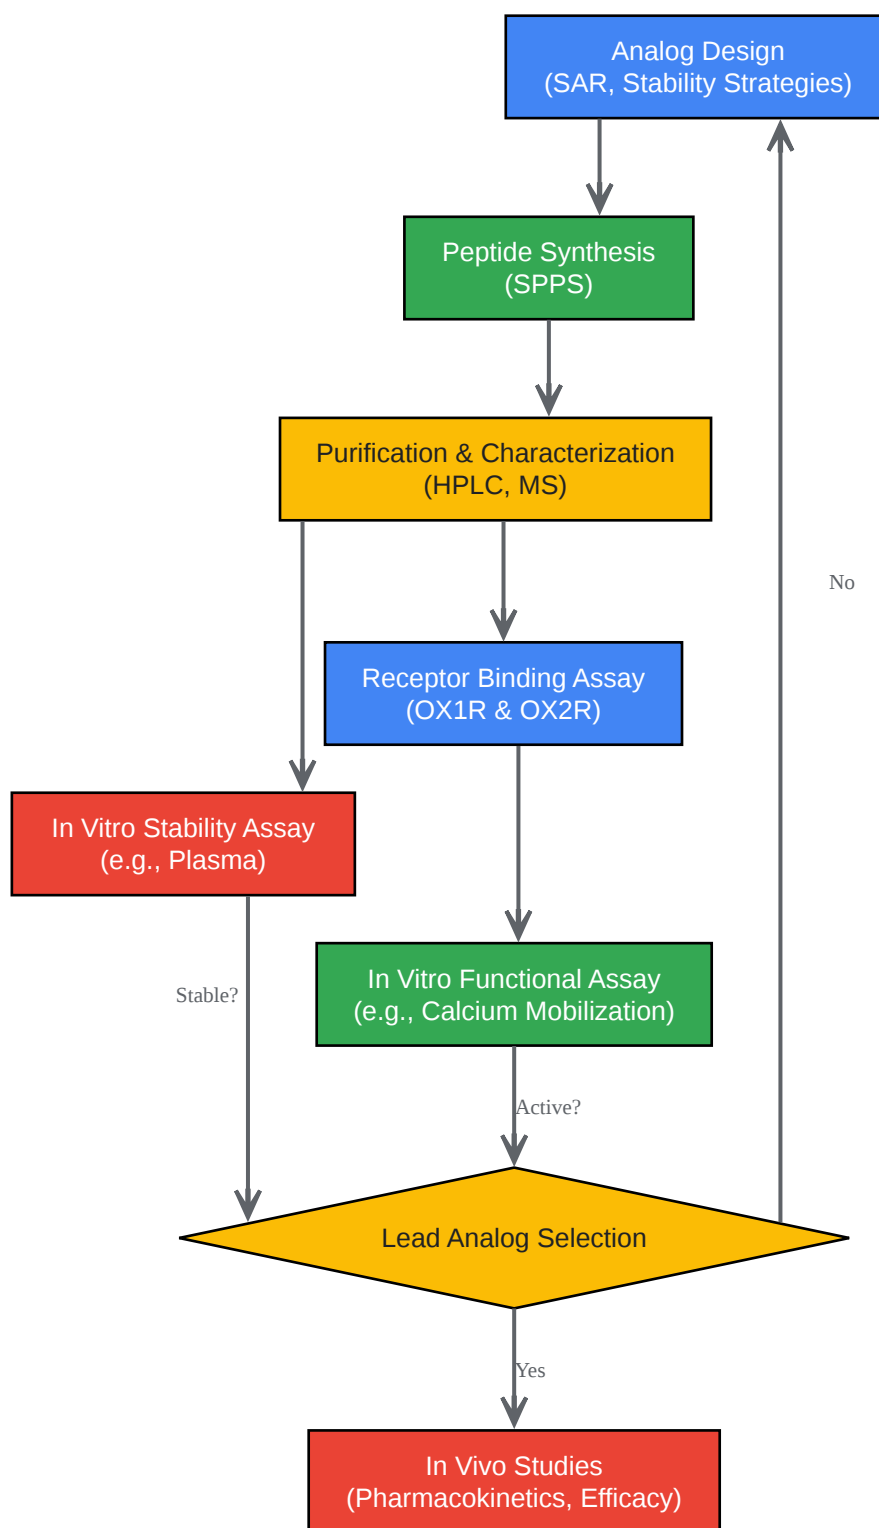 Analog Design
(SAR, Stability Strategies)
Peptide Synthesis
(SPPS)
Purification & Characterization
(HPLC, MS)
No
Receptor Binding Assay
(OX1R & OX2R)
In Vitro Stability Assay
(e.g., Plasma)
In Vitro Functional Assay
(e.g., Calcium Mobilization)
Stable?
Active?
Lead Analog Selection
Yes
In Vivo Studies
(Pharmacokinetics, Efficacy)